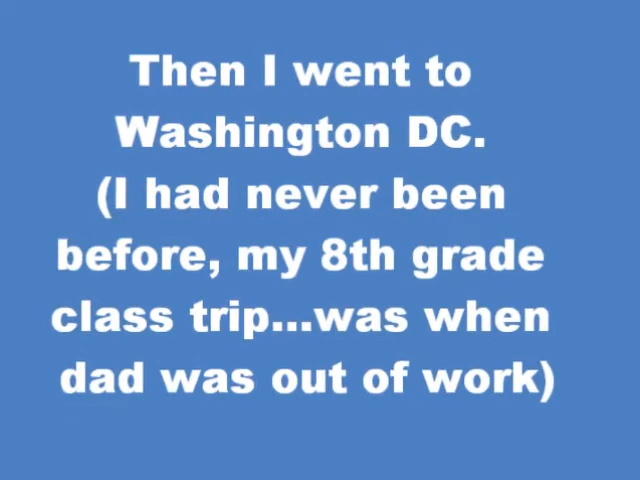 Then I went to
Washington DC.
(I had never been
before, my 8th grade
class trip...was when
dad was out of work)